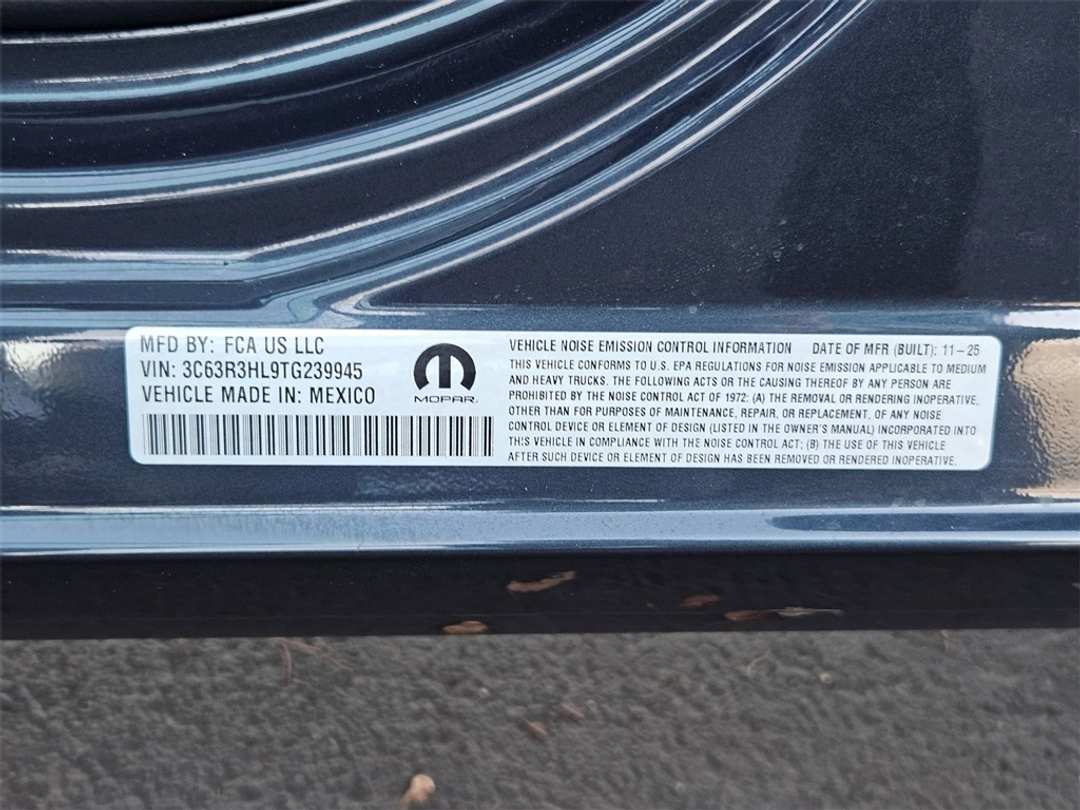 MFD BY: FCA US LLC
VIN: 3C63R3HL9TG239945
VEHICLE MADE IN: MEXICO
MOPAR
VEHICLE NOISE EMISSION CONTROL INFORMATION DATE OF MFR (BUILT): 11-25
THIS VEHICLE CONFORMS TO U.S. EPA REGULATIONS FOR NOISE EMISSION APPLICABLE TO MEDIUM
AND HEAVY TRUCKS. THE FOLLOWING ACTS OR THE CAUSING THEREOF BY ANY PERSON ARE
PROHIBITED BY THE NOISE CONTROL ACT OF 1972: (A) THE REMOVAL OR RENDERING INOPERATIVE,
OTHER THAN FOR PURPOSES OF MAINTENANCE, REPAIR, OR REPLACEMENT, OF ANY NOISE
CONTROL DEVICE OR ELEMENT OF DESIGN (LISTED IN THE OWNER'S MANUAL) INCORPORATED INTO
THIS VEHICLE IN COMPLIANCE WITH THE NOISE CONTROL ACT; (B) THE USE OF THIS VEHICLE
AFTER SUCH DEVICE OR ELEMENT OF DESIGN HAS BEEN REMOVED OR RENDERED INOPERATIVE.